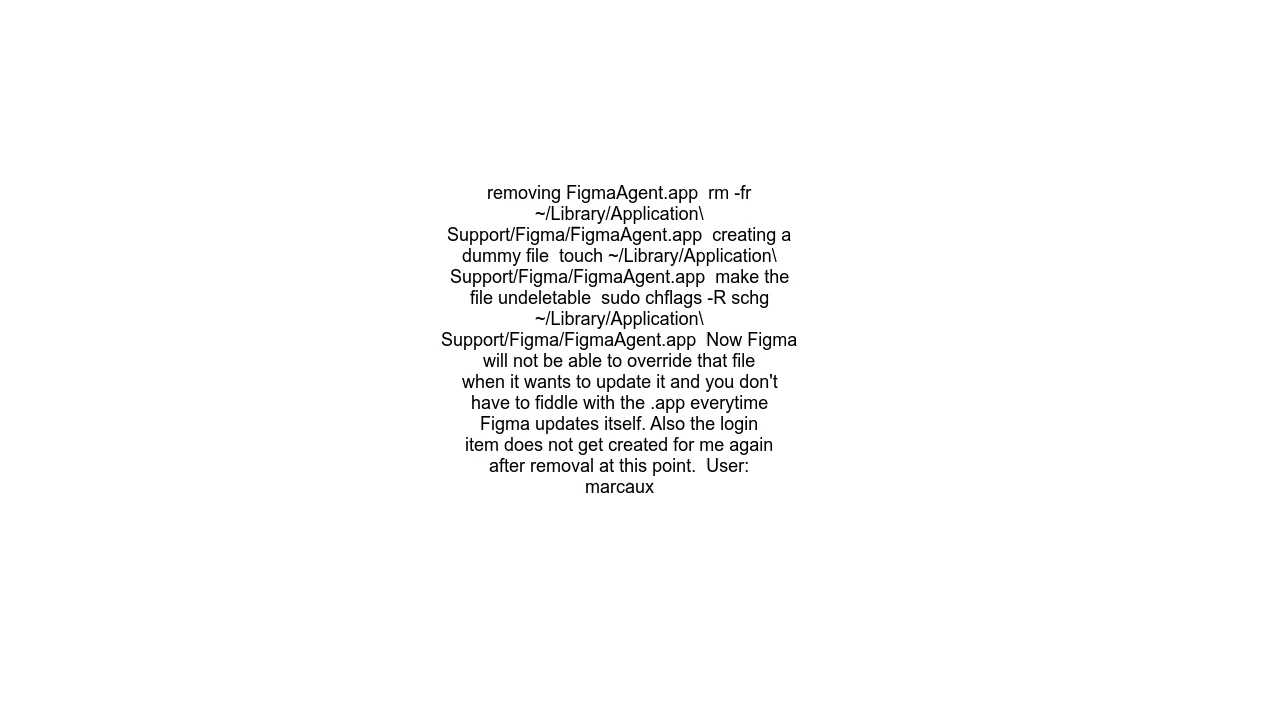 removing FigmaAgent.app  rm -fr
~/Library/Application\
Support/Figma/FigmaAgent.app  creating a
dummy file  touch ~/Library/Application\
Support/Figma/FigmaAgent.app  make the
file undeletable  sudo chflags -R schg
~/Library/Application\
Support/Figma/FigmaAgent.app  Now Figma
will not be able to override that file
when it wants to update it and you don't
have to fiddle with the .app everytime
Figma updates itself. Also the login
item does not get created for me again
after removal at this point.  User:
marcaux